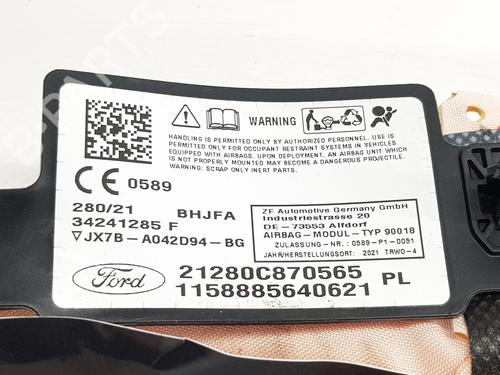 HANDLING IS PERMITTED ONLY BY AUTHORIZED PERSONNEL. USE IS
ONLY PERMITTED FOR OCCUPANT RESTRAINT SYSTEMS IN VEHICLES
EQUIPPED WITH AIRBAGS. UPON DEPLOYMENT, AN AIRBAG UNIT WHICH
IS NOT PROPERLY MOUNTED MAY BECOME A DANGEROUS PROJECTILE.
WARNING: SCRAP ONLY INERT PARTS.
CE 0589
280/21 BHJFA
34241285 F
▽JX7B - A042D94 - BG
ZF Automotive Germany GmbH
Industriestrasse 20
DE - 73553 Alfdorf
AIRBAG - MODUL - TYP 90018
ZULASSUNG - NR.: 0589 - P1 - 0051
JAHR/HERSTELLUNGSORT: 2021 TRWO - 4
Ford
21280C870565 PL
1158885640621